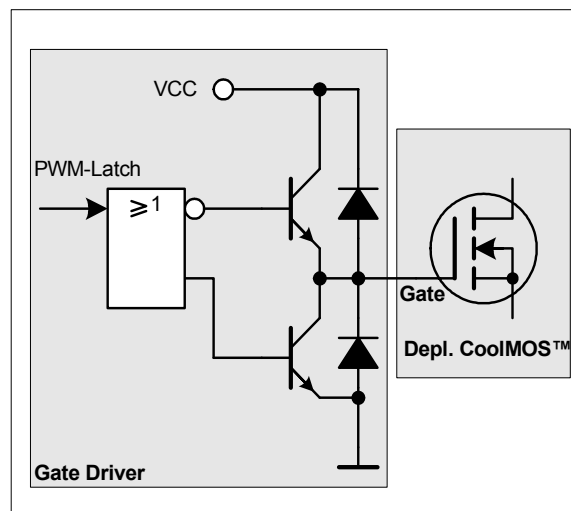 VCC
PWM-Latch
≥1
Gate
Depl. CoolMOS™
Gate Driver